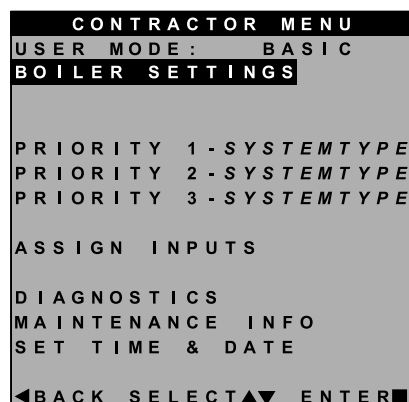 CONTRACTOR MENU
USER MODE: BASIC
BOILER SETTINGS
PRIORITY 1-SYSTEMTYPE
PRIORITY 2-SYSTEMTYPE
PRIORITY 3-SYSTEMTYPE
ASSIGN INPUTS
DIAGNOSTICS
MAINTENANCE INFO
SET TIME & DATE
◀BACK SELECT▲▼ ENTER■